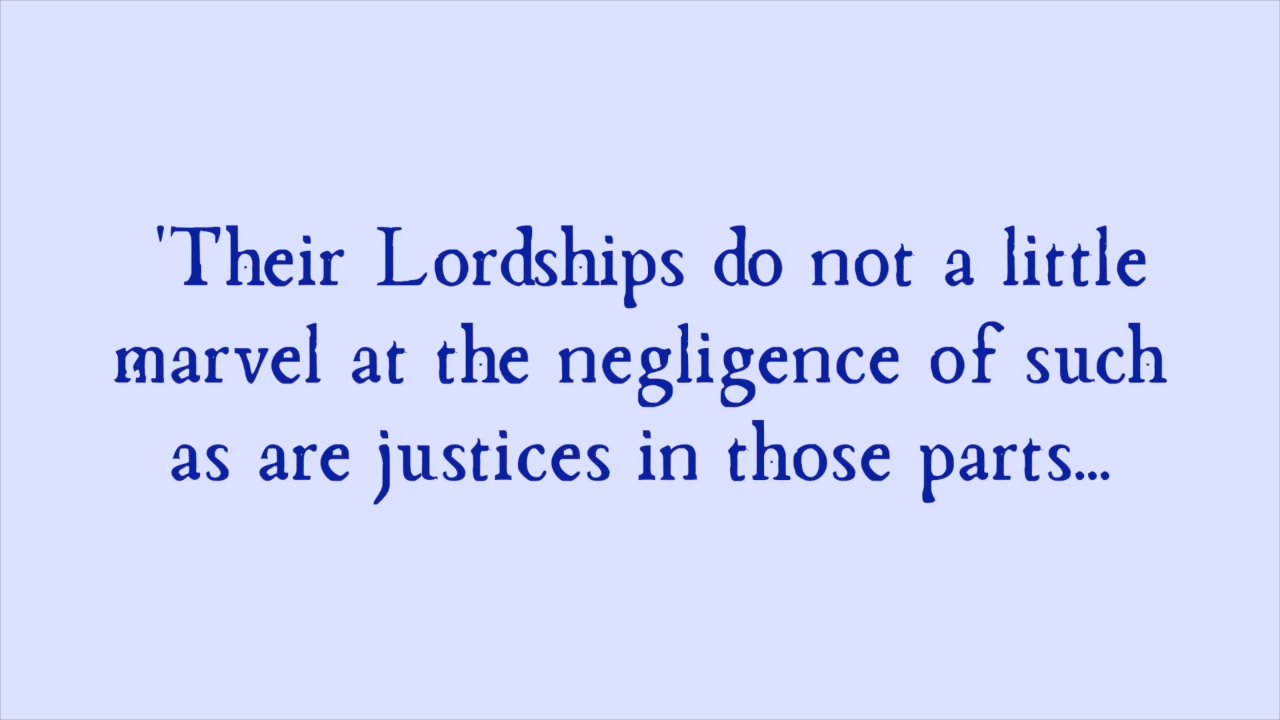 'Their Lordships do not a little
marvel at the negligence of such
as are justices in those parts...